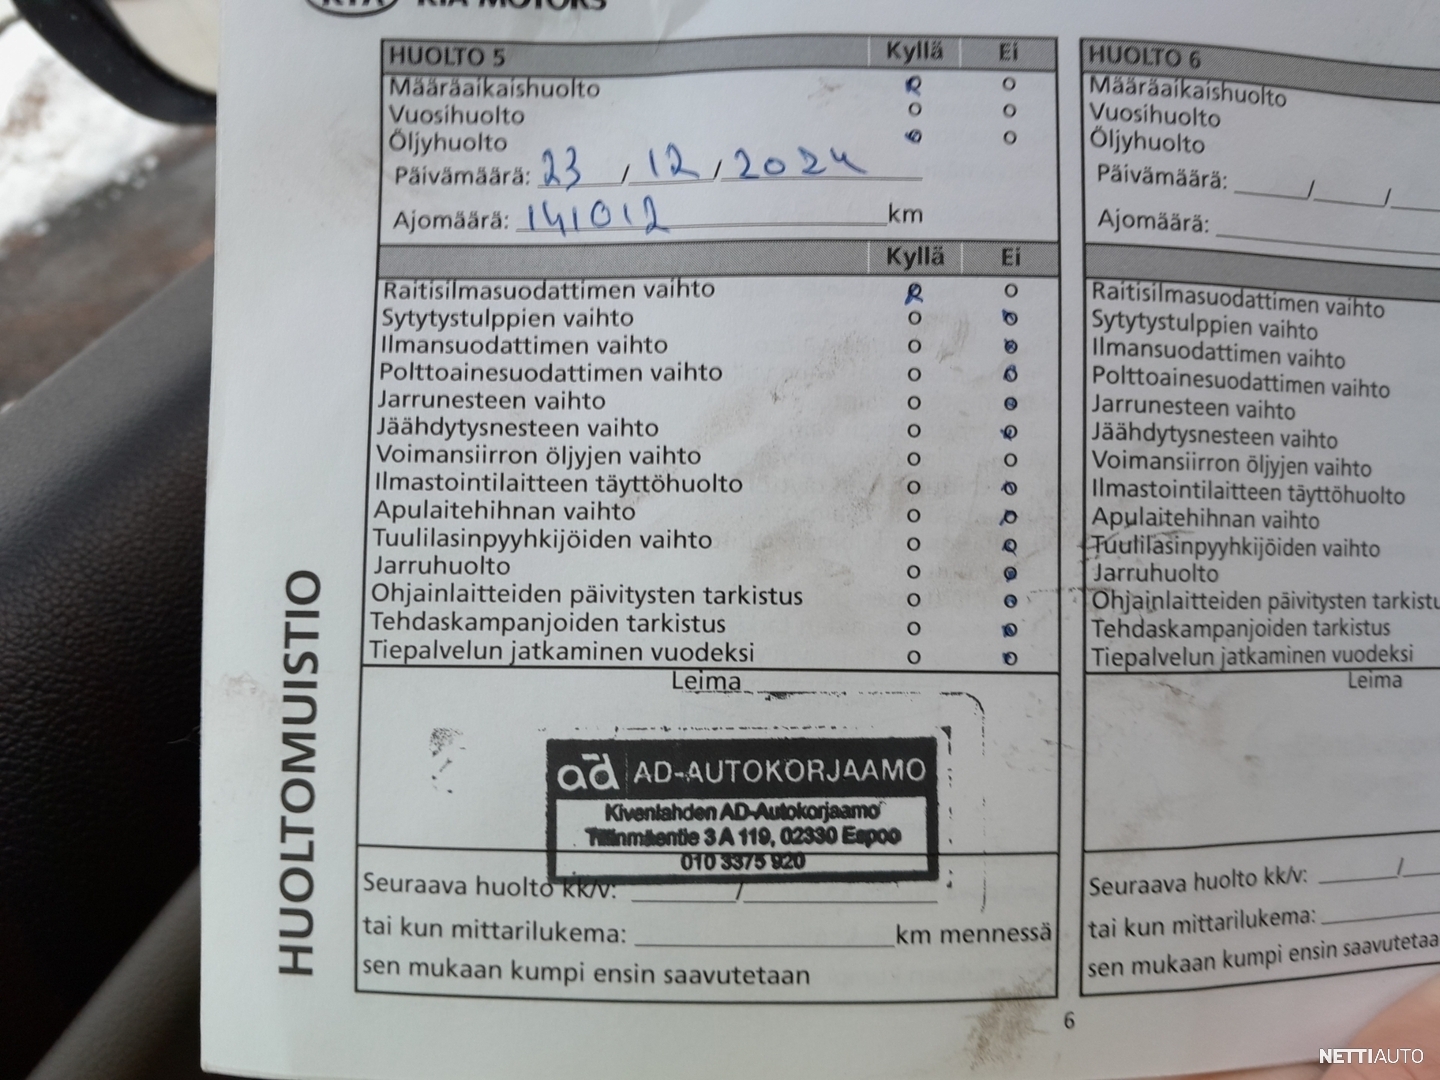 KIA KIA MOTORS
HUOLTO 5 Kyllä Ei
Määräaikaishuolto
Vuosihuolto
Öljyhuolto
Päivämäärä: 23 / 12 / 2024
Ajomäärä: 141012 km
Kyllä Ei
Raitisilmasuodattimen vaihto
Sytytystulppien vaihto
Ilmansuodattimen vaihto
Polttoainesuodattimen vaihto
Jarrunesteen vaihto
Jäähdytysnesteen vaihto
Voimansiirron öljyjen vaihto
Ilmastointilaitteen täyttöhuolto
Apulaitehihnan vaihto
Tuulilasinpyyhkijöiden vaihto
Jarruhuolto
Ohjainlaitteiden päivitysten tarkistus
Tehdaskampanjoiden tarkistus
Tiepalvelun jatkaminen vuodeksi
Leima
ad AD-AUTOKORJAAMO
Kivenlahden AD-Autokorjaamo
3 A 119, 02330 Espoo
010 3375 920
Seuraava huolto kk/v: /
tai kun mittarilukema: km mennessä
sen mukaan kumpi ensin saavutetaan
HUOLTO 6
Määräaikaishuolto
Vuosihuolto
Öljyhuolto
Päivämäärä: / /
Ajomäärä:
Raitisilmasuodattimen vaihto
Sytytystulppien vaihto
Ilmansuodattimen vaihto
Polttoainesuodattimen vaihto
Jarrunesteen vaihto
Jäähdytysnesteen vaihto
Voimansiirron öljyjen vaihto
Ilmastointilaitteen täyttöhuolto
Apulaitehihnan vaihto
Tuulilasinpyyhkijöiden vaihto
Jarruhuolto
Ohjainlaitteiden päivitysten tarkistu
Tehdaskampanjoiden tarkistus
Tiepalvelun jatkaminen vuodeksi
Leima
Seuraava huolto kk/v: /
tai kun mittarilukema:
sen mukaan kumpi ensin saavutetaa
HUOLTOMUISTIO
6
NETTIAUTO